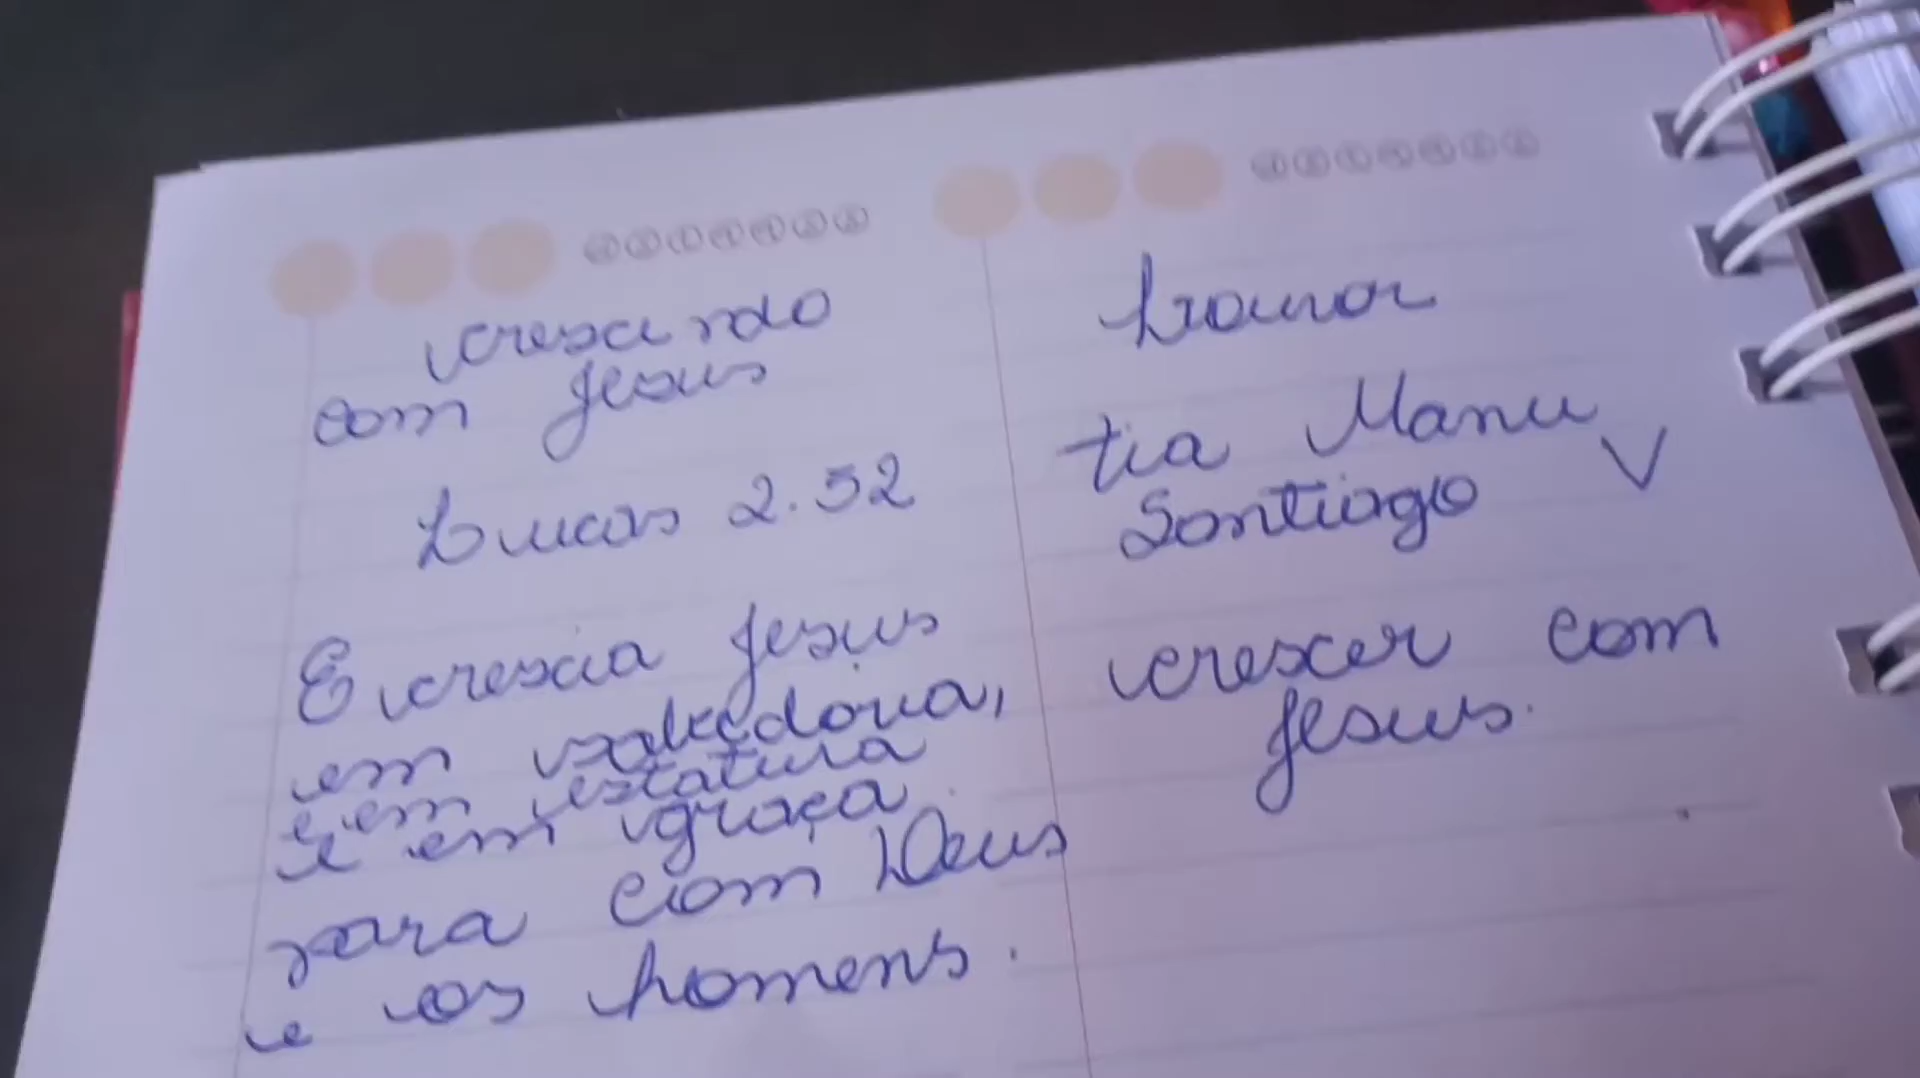 crescendo
com Jesus
Lucas 2.52
E crescia Jesus
em sabedoria,
e em estatura
e em graça
para com Deus
e os homens.
louvor
tia Manu
Santiago V
crescer com
Jesus.